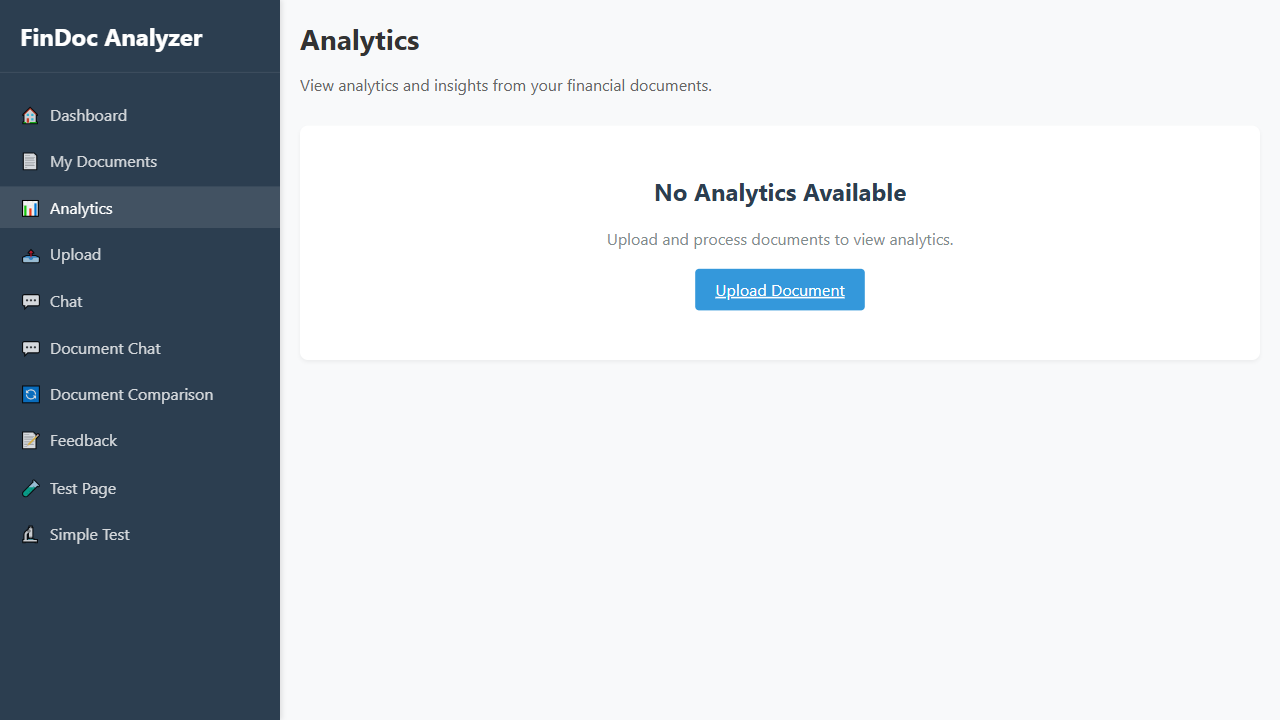 FinDoc Analyzer
Dashboard
My Documents
Analytics
Upload
Chat
Document Chat
Document Comparison
Feedback
Test Page
Simple Test
Analytics
View analytics and insights from your financial documents.
No Analytics Available
Upload and process documents to view analytics.
Upload Document